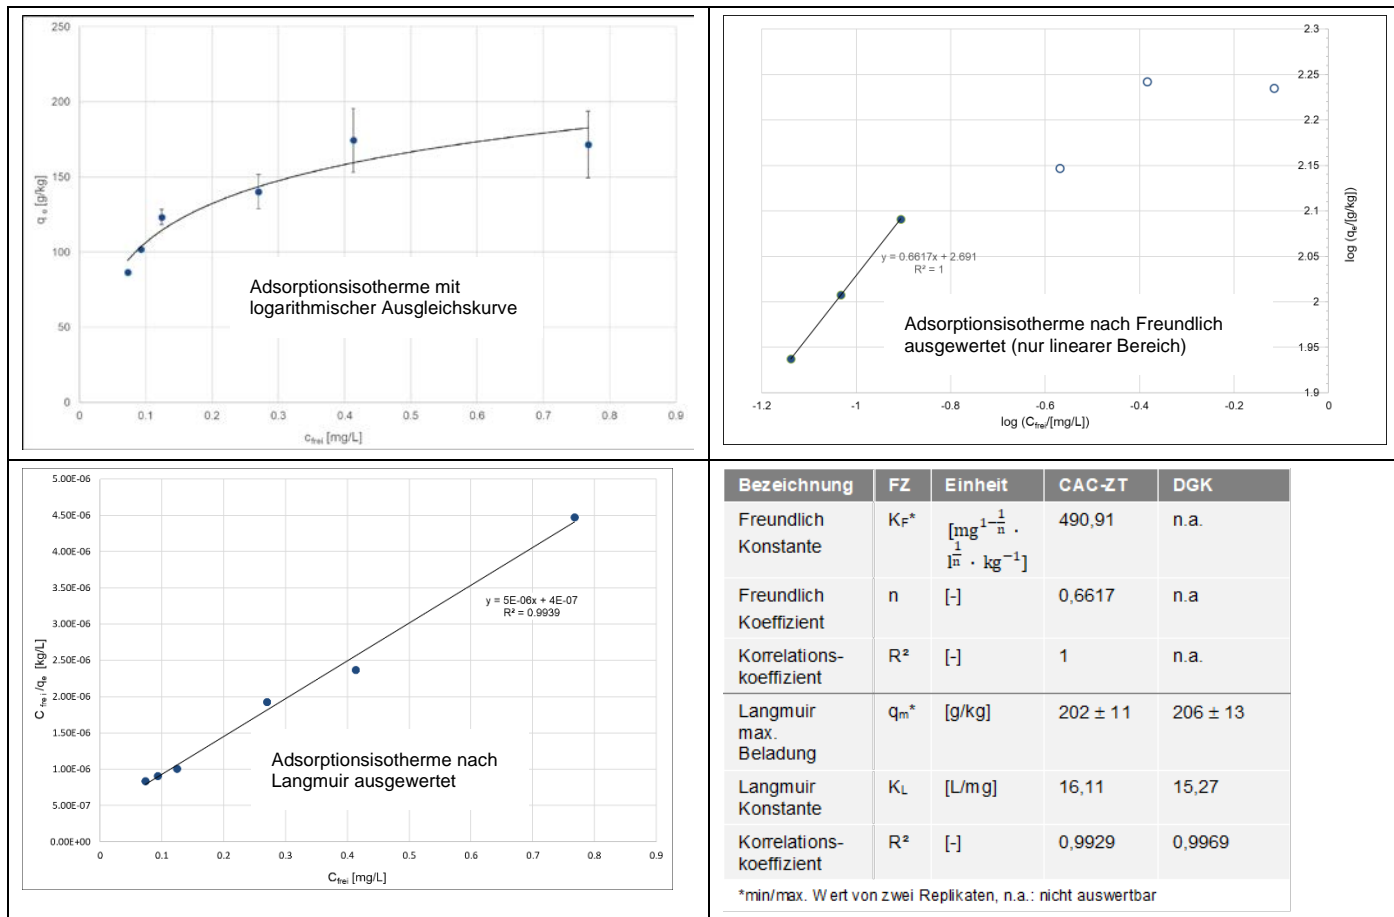 250
200
150
100
50
0
0
0.1
0.2
0.3
0.4
0.5
0.6
0.7
0.8
0.9
q e [g/kg]
c frei [mg/L]
Adsorptionsisotherme mit
logarithmischer Ausgleichskurve
2.3
2.25
2.2
2.15
2.1
2.05
2
1.95
1.9
-1.2
-1
-0.8
-0.6
-0.4
-0.2
0
log (qe/[g/kg])
log (Cfrei/[mg/L])
y = 0.6617x + 2.691
R² = 1
Adsorptionsisotherme nach Freundlich
ausgewertet (nur linearer Bereich)
5.00E-06
4.50E-06
4.00E-06
3.50E-06
3.00E-06
2.50E-06
2.00E-06
1.50E-06
1.00E-06
5.00E-07
0.00E+00
0
0.1
0.2
0.3
0.4
0.5
0.6
0.7
0.8
0.9
C frei /qe [kg/L]
Cfrei [mg/L]
y = 5E-06x + 4E-07
R² = 0.9939
Adsorptionsisotherme nach
Langmuir ausgewertet
Bezeichnung FZ Einheit CAC-ZT DGK
Freundlich Konstante KF* [mg^(1-1/n) · l^(1/n) · kg⁻¹] 490,91 n.a.
Freundlich Koeffizient n [-] 0,6617 n.a
Korrelations-koeffizient R² [-] 1 n.a.
Langmuir max. Beladung qm* [g/kg] 202 ± 11 206 ± 13
Langmuir Konstante KL [L/mg] 16,11 15,27
Korrelations-koeffizient R² [-] 0,9929 0,9969
*min/max. Wert von zwei Replikaten, n.a.: nicht auswertbar